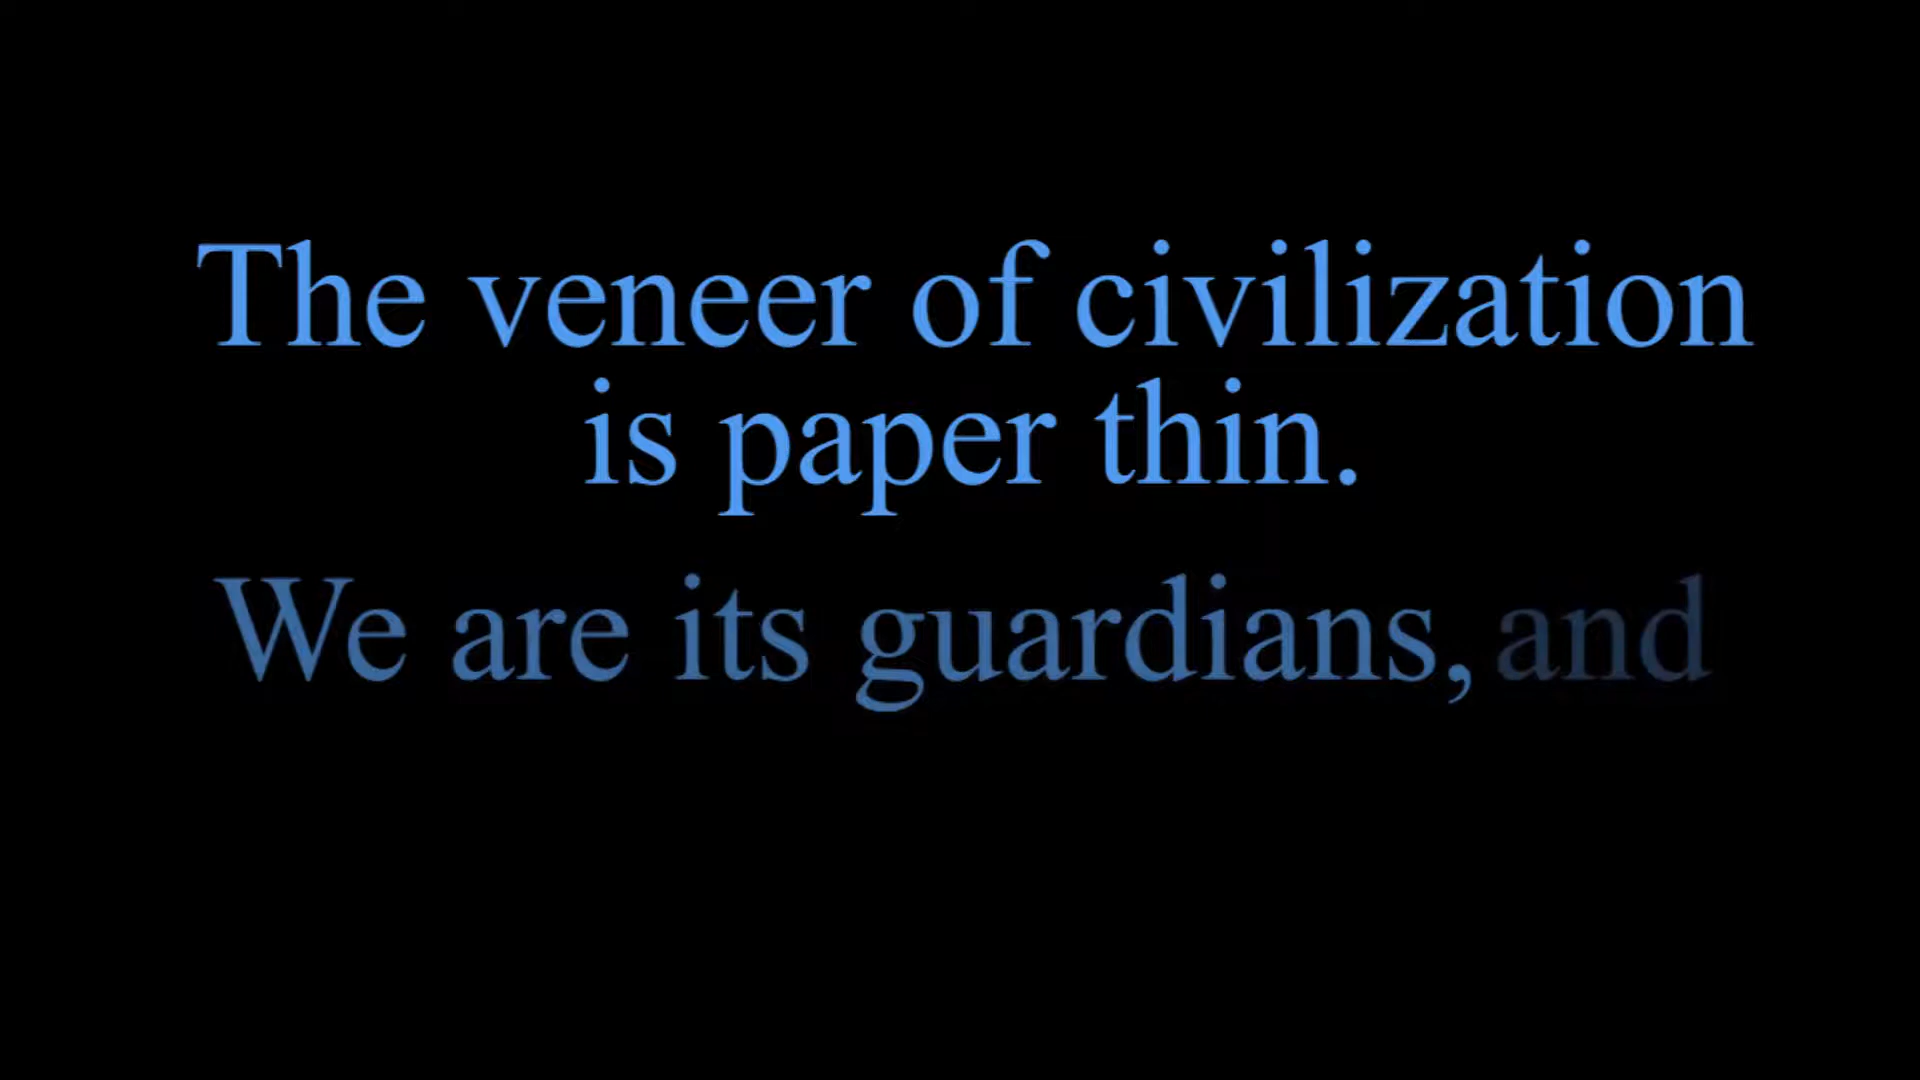 The veneer of civilization
is paper thin.
We are its guardians, and